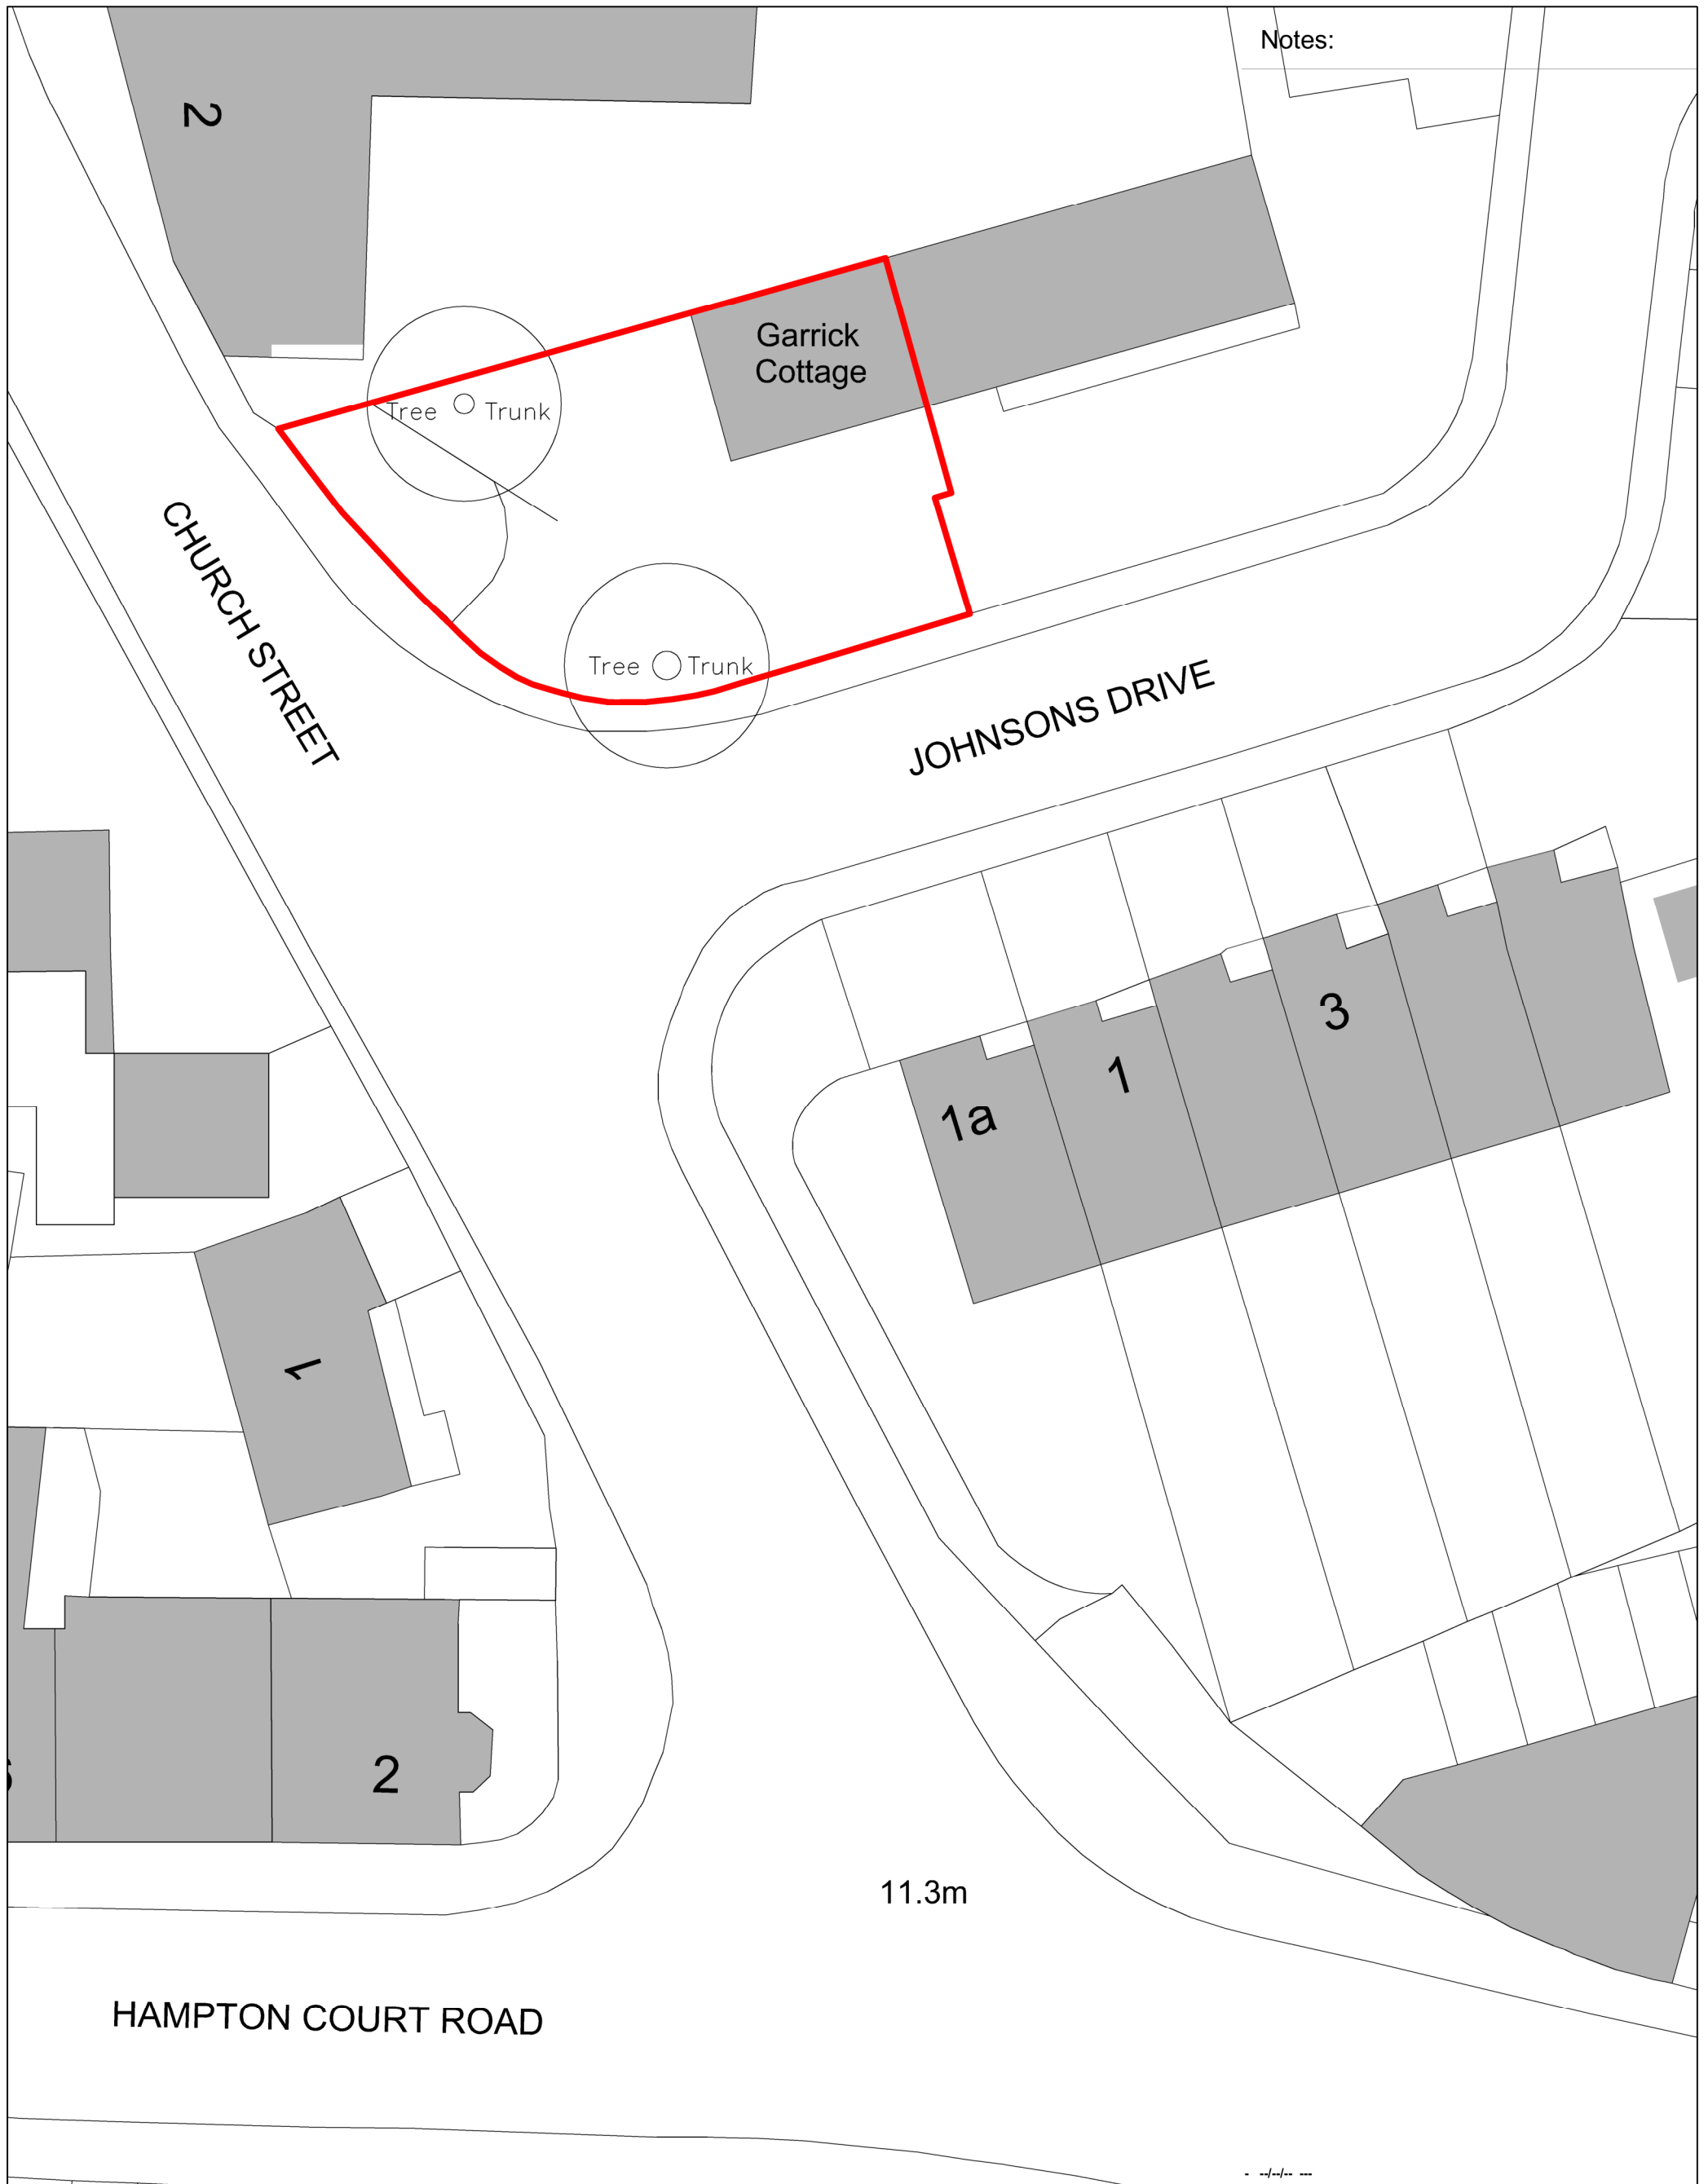 Notes:
2
Garrick
Cottage
Tree Trunk
CHURCH STREET
Tree Trunk
JOHNSONS DRIVE
3
1
1a
1
2
11.3m
HAMPTON COURT ROAD
- --/--/-- ---